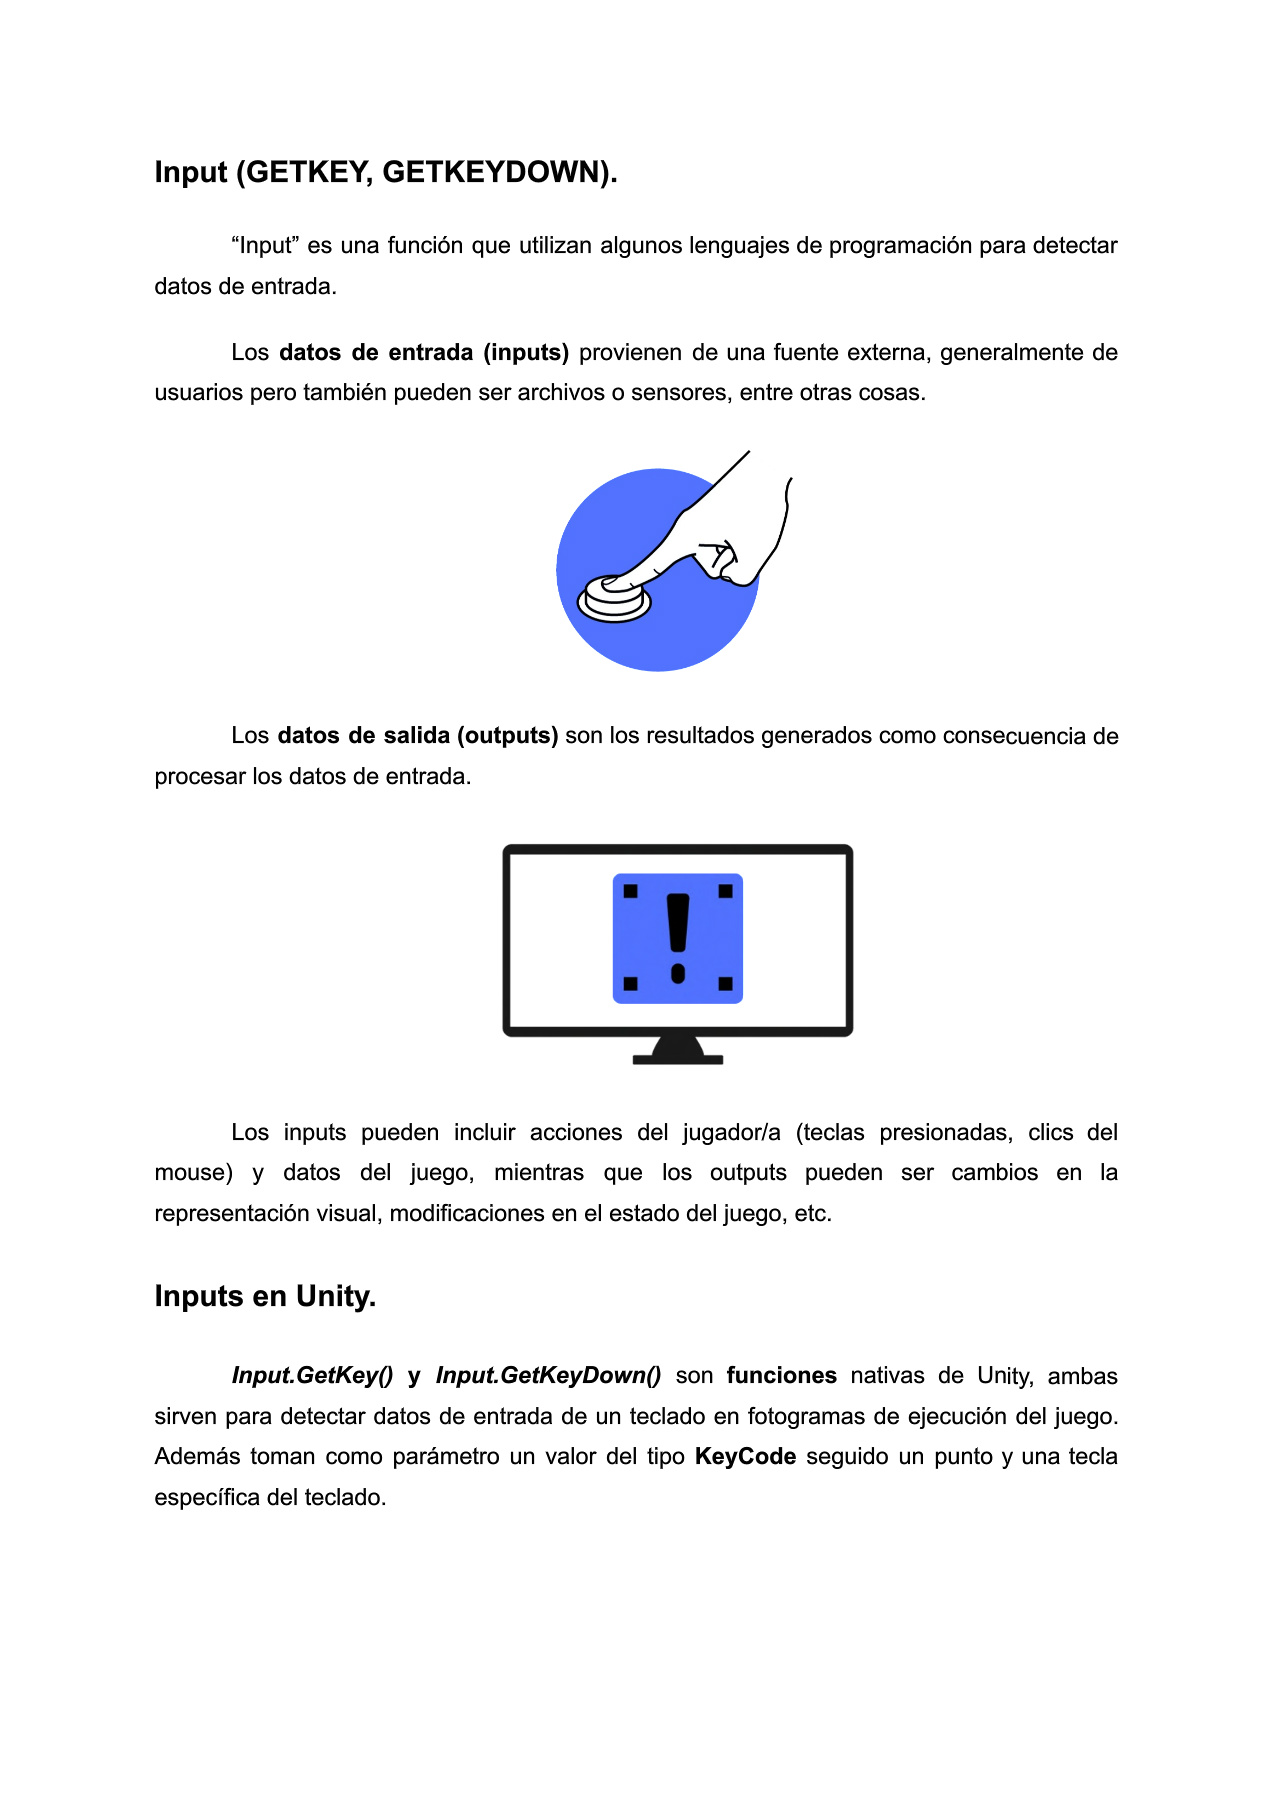 Input (GETKEY, GETKEYDOWN).
“Input” es una función que utilizan algunos lenguajes de programación para detectar
datos de entrada.
Los datos de entrada (inputs) provienen de una fuente externa, generalmente de
usuarios pero también pueden ser archivos o sensores, entre otras cosas.
Los datos de salida (outputs) son los resultados generados como consecuencia de
procesar los datos de entrada.
!
Los inputs pueden incluir acciones del jugador/a (teclas presionadas, clics del
mouse) y datos del juego, mientras que los outputs pueden ser cambios en la
representación visual, modificaciones en el estado del juego, etc.
Inputs en Unity.
Input.GetKey() y Input.GetKeyDown() son funciones nativas de Unity, ambas
sirven para detectar datos de entrada de un teclado en fotogramas de ejecución del juego.
Además toman como parámetro un valor del tipo KeyCode seguido un punto y una tecla
específica del teclado.